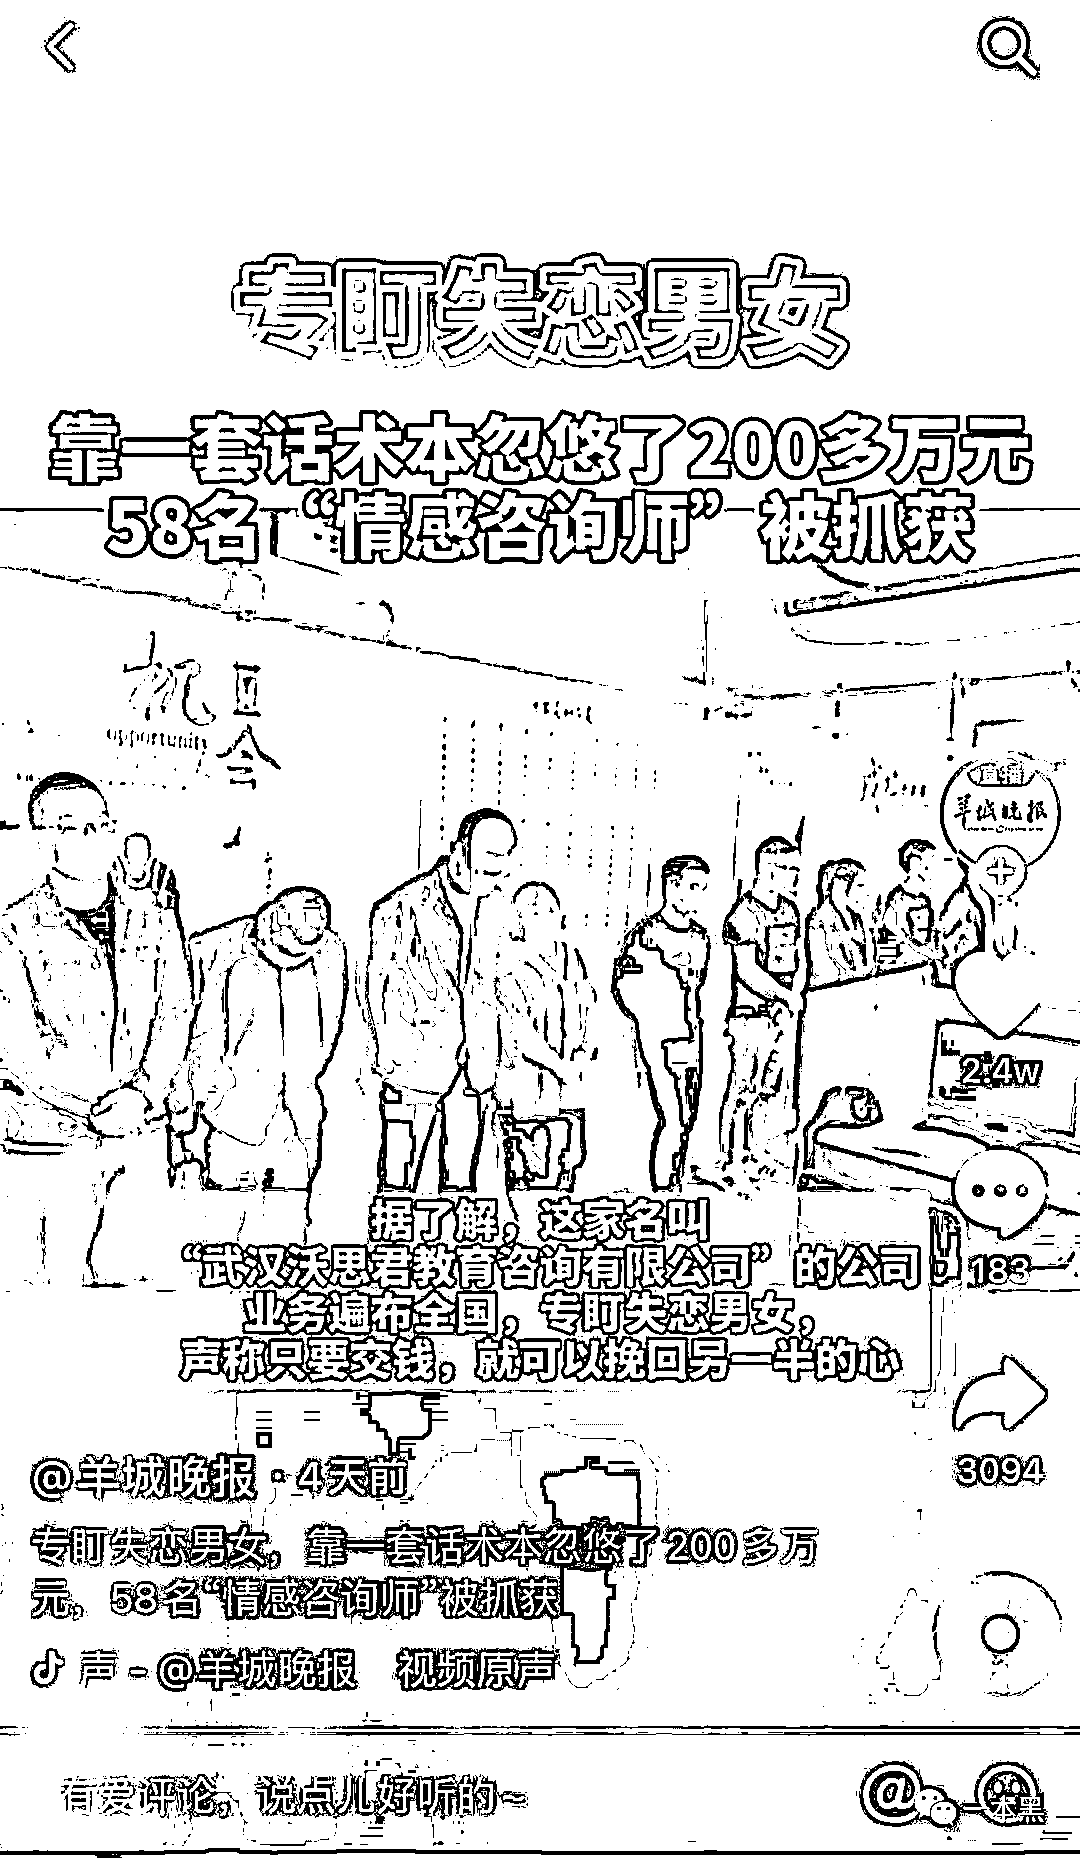 专盯失恋男女
靠一套话术本忽悠了200多万元
58名“情感咨询师”被抓获
机
会
opportunity
直播
羊城晚报
2.4w
据了解，这家名叫
“武汉沃思君教育咨询有限公司”的公司
183
业务遍布全国，专盯失恋男女，
声称只要交钱，就可以挽回另一半的心
3094
@羊城晚报·4天前
专盯失恋男女，靠一套话术本忽悠了200多万
元，58名“情感咨询师”被抓获
声 - @羊城晚报 视频原声
有爱评论，说点儿好听的~
@